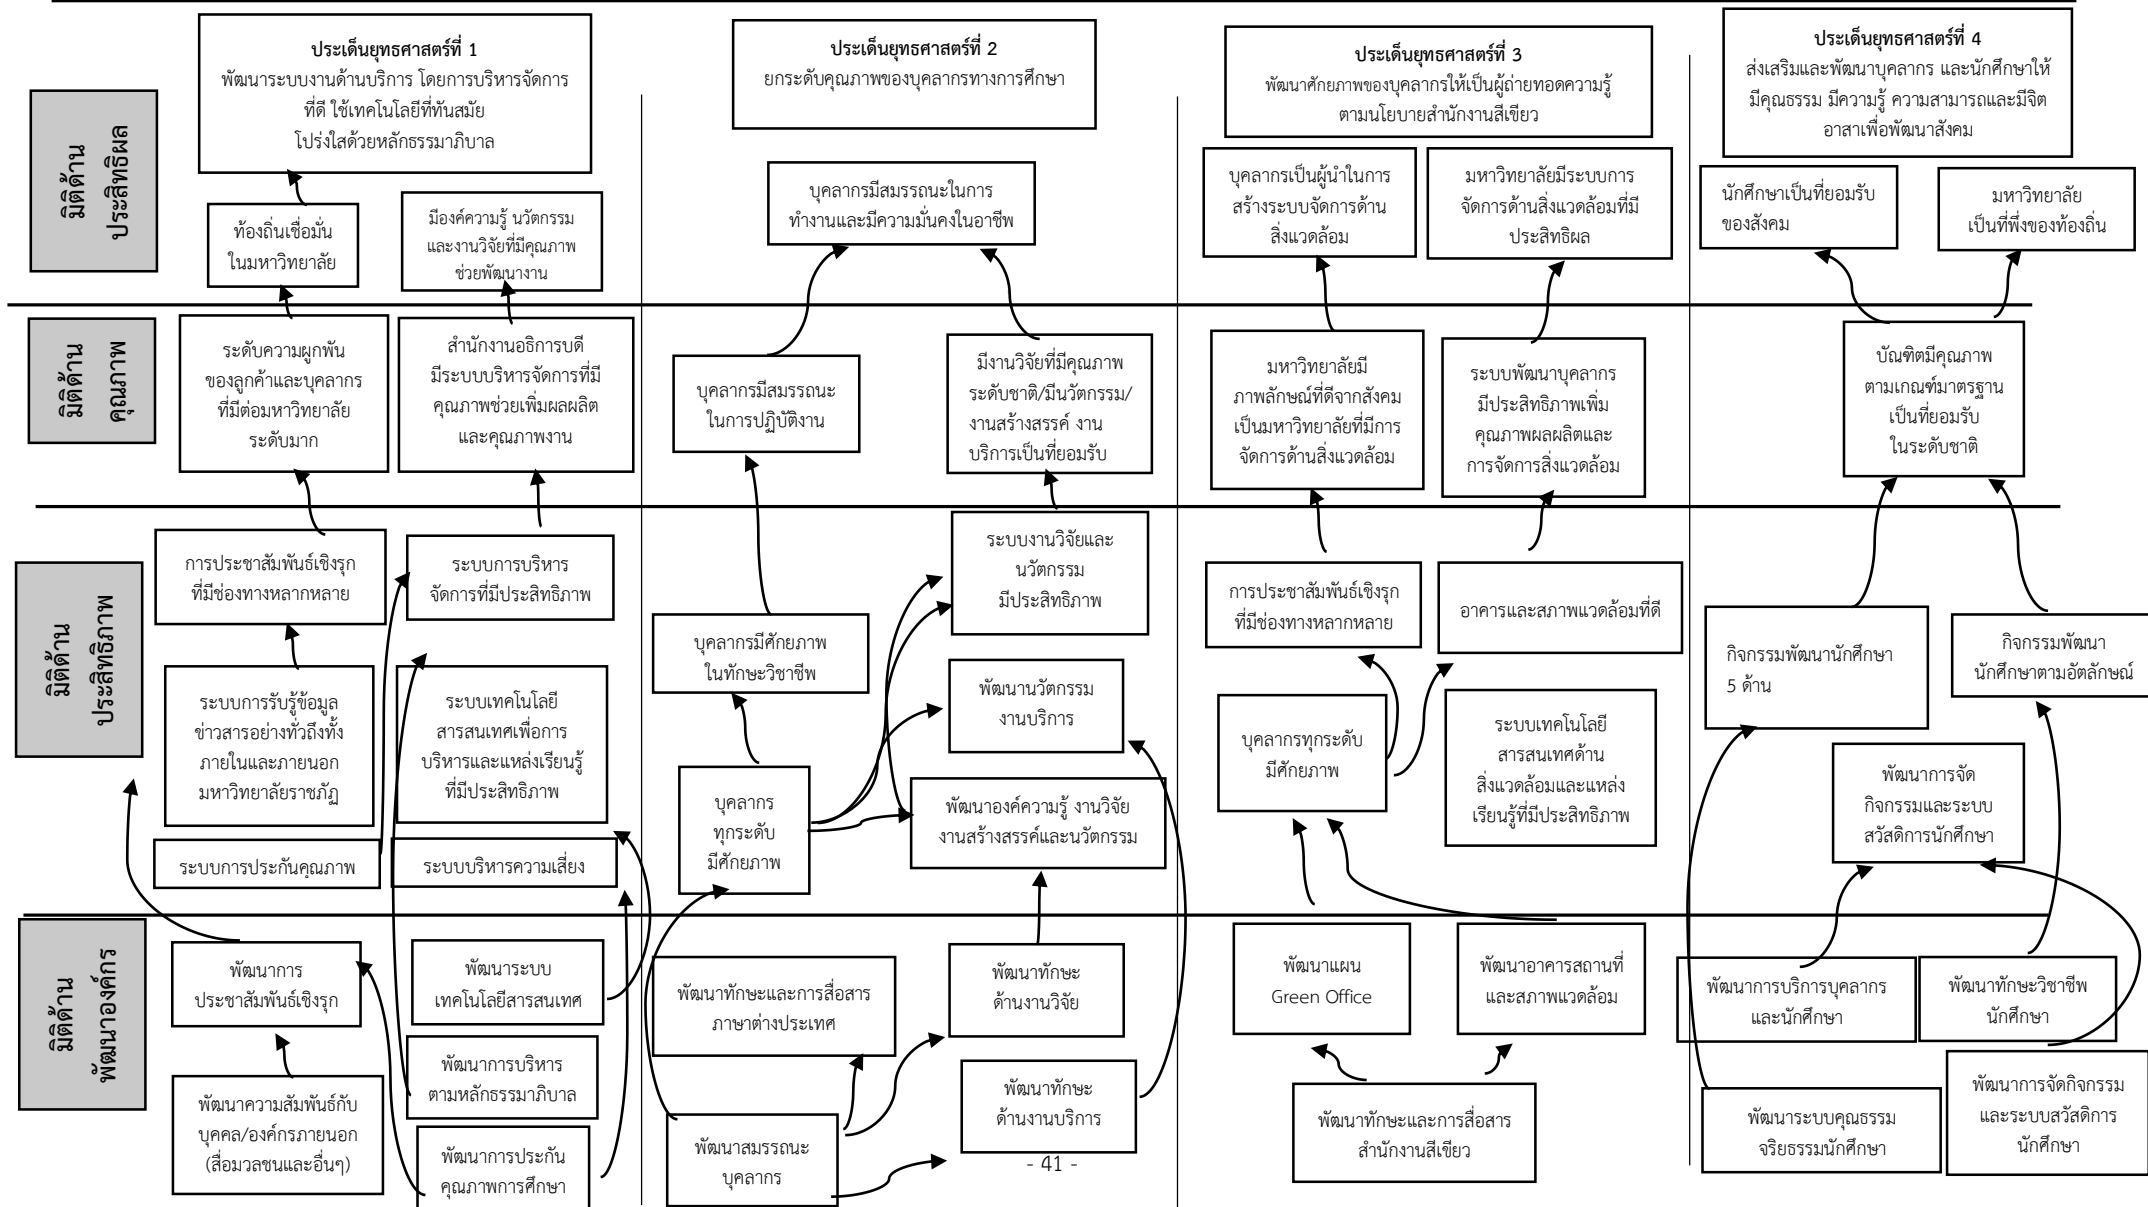 ประเด็นยุทธศาสตร์ที่ 1
พัฒนาระบบงานด้านบริการ โดยการบริหารจัดการ
ที่ดี ใช้เทคโนโลยีที่ทันสมัย
โปร่งใสด้วยหลักธรรมาภิบาล
ประเด็นยุทธศาสตร์ที่ 2
ยกระดับคุณภาพของบุคลากรทางการศึกษา
ประเด็นยุทธศาสตร์ที่ 3
พัฒนาศักยภาพของบุคลากรให้เป็นผู้ถ่ายทอดความรู้
ตามนโยบายสำนักงานสีเขียว
ประเด็นยุทธศาสตร์ที่ 4
ส่งเสริมและพัฒนาบุคลากร และนักศึกษาให้
มีคุณธรรม มีความรู้ ความสามารถและมีจิต
อาสาเพื่อพัฒนาสังคม
มิติด้าน
ประสิทธิผล
ท้องถิ่นเชื่อมั่น
ในมหาวิทยาลัย
มีองค์ความรู้ นวัตกรรม
และงานวิจัยที่มีคุณภาพ
ช่วยพัฒนางาน
บุคลากรมีสมรรถนะในการ
ทำงานและมีความมั่นคงในอาชีพ
บุคลากรเป็นผู้นำในการ
สร้างระบบจัดการด้าน
สิ่งแวดล้อม
มหาวิทยาลัยมีระบบการ
จัดการด้านสิ่งแวดล้อมที่มี
ประสิทธิผล
นักศึกษาเป็นที่ยอมรับ
ของสังคม
มหาวิทยาลัย
เป็นที่พึ่งของท้องถิ่น
มิติด้าน
คุณภาพ
ระดับความผูกพัน
ของลูกค้าและบุคลากร
ที่มีต่อมหาวิทยาลัย
ระดับมาก
สำนักงานอธิการบดี
มีระบบบริหารจัดการที่มี
คุณภาพช่วยเพิ่มผลผลิต
และคุณภาพงาน
บุคลากรมีสมรรถนะ
ในการปฏิบัติงาน
มีงานวิจัยที่มีคุณภาพ
ระดับชาติ/มีนวัตกรรม/
งานสร้างสรรค์ งาน
บริการเป็นที่ยอมรับ
มหาวิทยาลัยมี
ภาพลักษณ์ที่ดีจากสังคม
เป็นมหาวิทยาลัยที่มีการ
จัดการด้านสิ่งแวดล้อม
ระบบพัฒนาบุคลากร
มีประสิทธิภาพเพิ่ม
คุณภาพผลผลิตและ
การจัดการสิ่งแวดล้อม
บัณฑิตมีคุณภาพ
ตามเกณฑ์มาตรฐาน
เป็นที่ยอมรับ
ในระดับชาติ
มิติด้าน
ประสิทธิภาพ
การประชาสัมพันธ์เชิงรุก
ที่มีช่องทางหลากหลาย
ระบบการบริหาร
จัดการที่มีประสิทธิภาพ
ระบบงานวิจัยและ
นวัตกรรม
มีประสิทธิภาพ
การประชาสัมพันธ์เชิงรุก
ที่มีช่องทางหลากหลาย
อาคารและสภาพแวดล้อมที่ดี
บุคลากรมีศักยภาพ
ในทักษะวิชาชีพ
กิจกรรมพัฒนานักศึกษา
5 ด้าน
กิจกรรมพัฒนา
นักศึกษาตามอัตลักษณ์
ระบบการรับรู้ข้อมูล
ข่าวสารอย่างทั่วถึงทั้ง
ภายในและภายนอก
มหาวิทยาลัยราชภัฏ
ระบบเทคโนโลยี
สารสนเทศเพื่อการ
บริหารและแหล่งเรียนรู้
ที่มีประสิทธิภาพ
พัฒนานวัตกรรม
งานบริการ
บุคลากรทุกระดับ
มีศักยภาพ
ระบบเทคโนโลยี
สารสนเทศด้าน
สิ่งแวดล้อมและแหล่ง
เรียนรู้ที่มีประสิทธิภาพ
บุคลากร
ทุกระดับ
มีศักยภาพ
พัฒนาองค์ความรู้ งานวิจัย
งานสร้างสรรค์และนวัตกรรม
พัฒนาการจัด
กิจกรรมและระบบ
สวัสดิการนักศึกษา
ระบบการประกันคุณภาพ
ระบบบริหารความเสี่ยง
มิติด้าน
พัฒนาองค์กร
พัฒนาการ
ประชาสัมพันธ์เชิงรุก
พัฒนาระบบ
เทคโนโลยีสารสนเทศ
พัฒนาทักษะและการสื่อสาร
ภาษาต่างประเทศ
พัฒนาทักษะ
ด้านงานวิจัย
พัฒนาแผน
Green Office
พัฒนาอาคารสถานที่
และสภาพแวดล้อม
พัฒนาการบริการบุคลากร
และนักศึกษา
พัฒนาทักษะวิชาชีพ
นักศึกษา
พัฒนาความสัมพันธ์กับ
บุคคล/องค์กรภายนอก
(สื่อมวลชนและอื่นๆ)
พัฒนาการบริหาร
ตามหลักธรรมาภิบาล
พัฒนาการประกัน
คุณภาพการศึกษา
พัฒนาสมรรถนะ
บุคลากร
พัฒนาทักษะ
ด้านงานบริการ
พัฒนาทักษะและการสื่อสาร
สำนักงานสีเขียว
พัฒนาระบบคุณธรรม
จริยธรรมนักศึกษา
พัฒนาการจัดกิจกรรม
และระบบสวัสดิการ
นักศึกษา
- 41 -